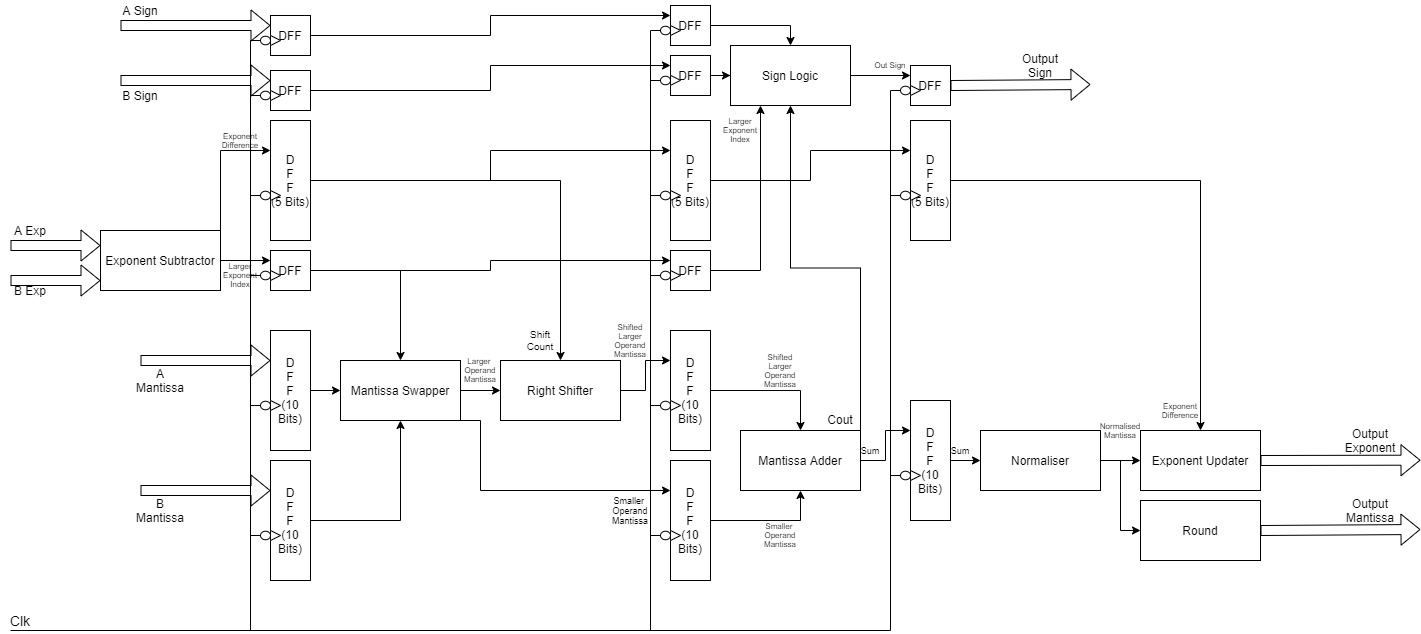 A Sign
DFF
DFF
B Sign
DFF
DFF
Sign Logic
Out Sign
DFF
Output
Sign
Exponent
Difference
D
F
F
(5 Bits)
D
F
F
(5 Bits)
Larger
Exponent
Index
D
F
F
(5 Bits)
A Exp
B Exp
Exponent Subtractor
Larger
Exponent
Index
DFF
DFF
A
Mantissa
D
F
F
(10
Bits)
Mantissa Swapper
Larger
Operand
Mantissa
Shift
Count
Right Shifter
Shifted
Larger
Operand
Mantissa
D
F
F
(10
Bits)
Shifted
Larger
Operand
Mantissa
B
Mantissa
D
F
F
(10
Bits)
Smaller
Operand
Mantissa
D
F
F
(10
Bits)
Smaller
Operand
Mantissa
Cout
Mantissa Adder
Sum
D
F
F
(10
Bits)
Sum
Normaliser
Normalised
Mantissa
Exponent
Difference
Exponent Updater
Output
Exponent
Round
Output
Mantissa
Clk